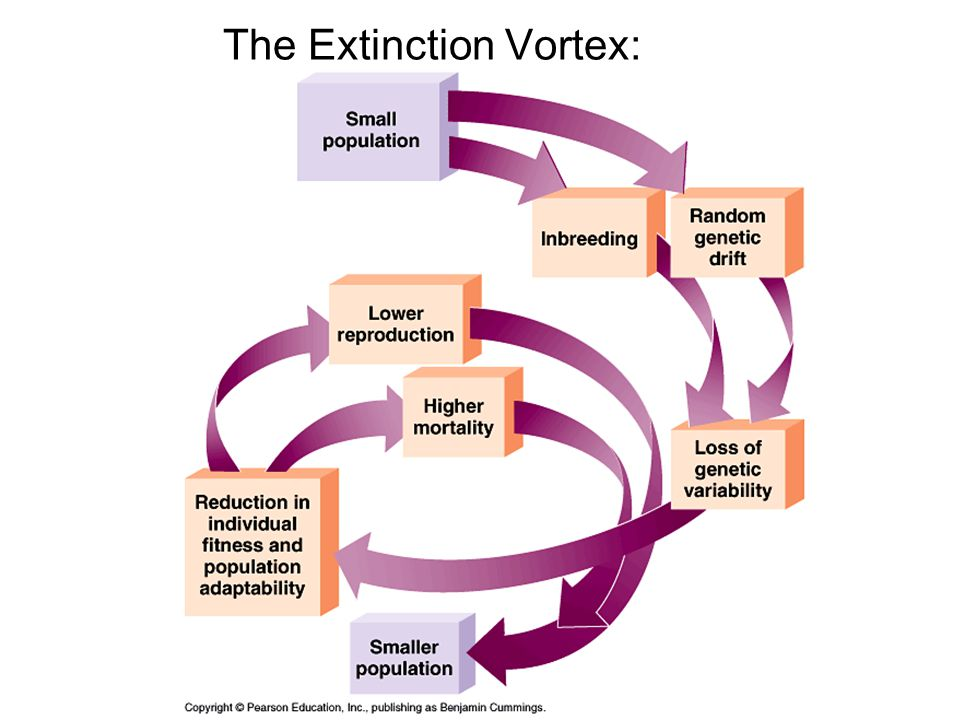 The Extinction Vortex:
Small
population
Inbreeding
Random
genetic
drift
Lower
reproduction
Higher
mortality
Loss of
genetic
variability
Reduction in
individual
fitness and
population
adaptability
Smaller
population
Copyright © Pearson Education, Inc., publishing as Benjamin Cummings.